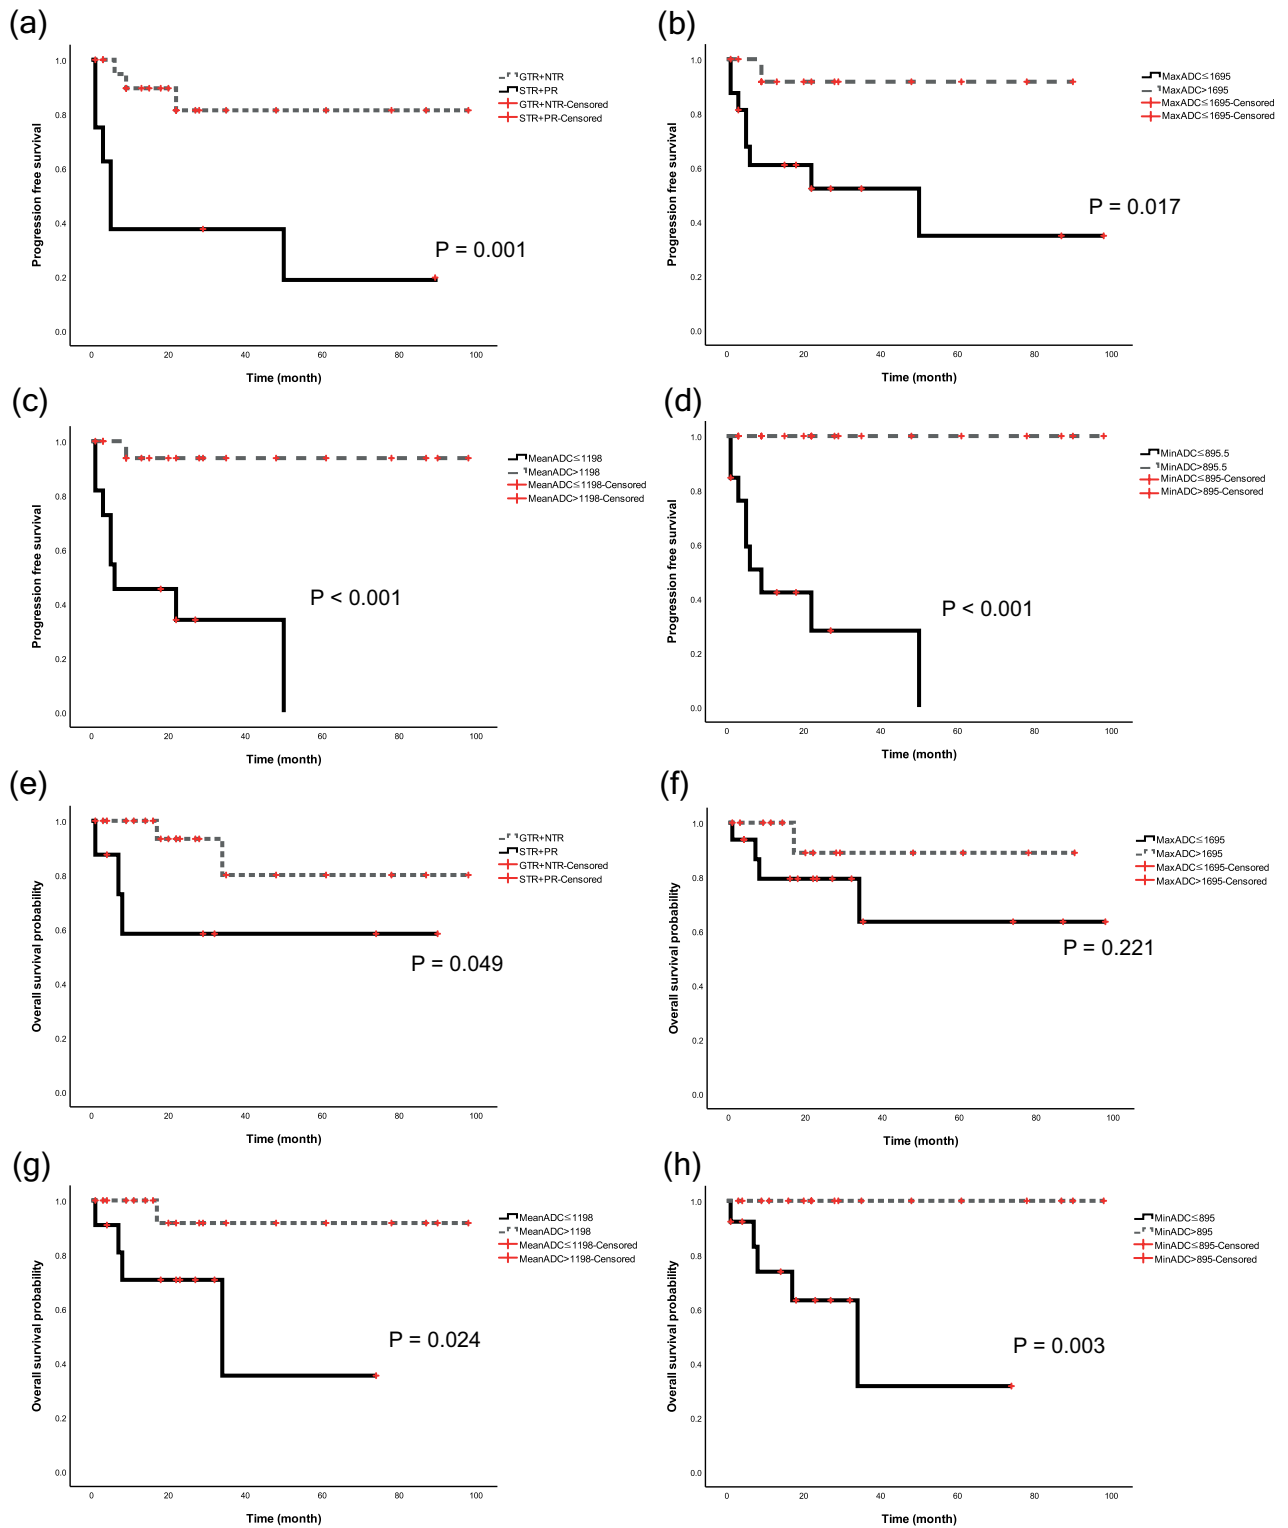 (a)
1.0
0.8
0.6
0.4
0.2
0.0
0 20 40 60 80 100
Progression free survival
Time (month)
GTR+NTR
STR+PR
GTR+NTR-Censored
STR+PR-Censored
P = 0.001
(b)
1.0
0.8
0.6
0.4
0.2
0.0
0 20 40 60 80 100
Progression free survival
Time (month)
MaxADC≤1695
MaxADC>1695
MaxADC≤1695-Censored
MaxADC≤1695-Censored
P = 0.017
(c)
1.0
0.8
0.6
0.4
0.2
0.0
0 20 40 60 80 100
Progression free survival
Time (month)
MeanADC≤1198
MeanADC>1198
MeanADC≤1198-Censored
MeanADC>1198-Censored
P < 0.001
(d)
1.0
0.8
0.6
0.4
0.2
0.0
0 20 40 60 80 100
Progression free survival
Time (month)
MinADC≤895.5
MinADC>895.5
MinADC≤895-Censored
MinADC>895-Censored
P < 0.001
(e)
1.0
0.8
0.6
0.4
0.2
0.0
0 20 40 60 80 100
Overall survival probability
Time (month)
GTR+NTR
STR+PR
GTR+NTR-Censored
STR+PR-Censored
P = 0.049
(f)
1.0
0.8
0.6
0.4
0.2
0.0
0 20 40 60 80 100
Overall survival probability
Time (month)
MaxADC≤1695
MaxADC>1695
MaxADC≤1695-Censored
MaxADC>1695-Censored
P = 0.221
(g)
1.0
0.8
0.6
0.4
0.2
0.0
0 20 40 60 80 100
Overall survival probability
Time (month)
MeanADC≤1198
MeanADC>1198
MeanADC≤1198-Censored
MeanADC>1198-Censored
P = 0.024
(h)
1.0
0.8
0.6
0.4
0.2
0.0
0 20 40 60 80 100
Overall survival probability
Time (month)
MinADC≤895
MinADC>895
MinADC≤895-Censored
MinADC>895-Censored
P = 0.003